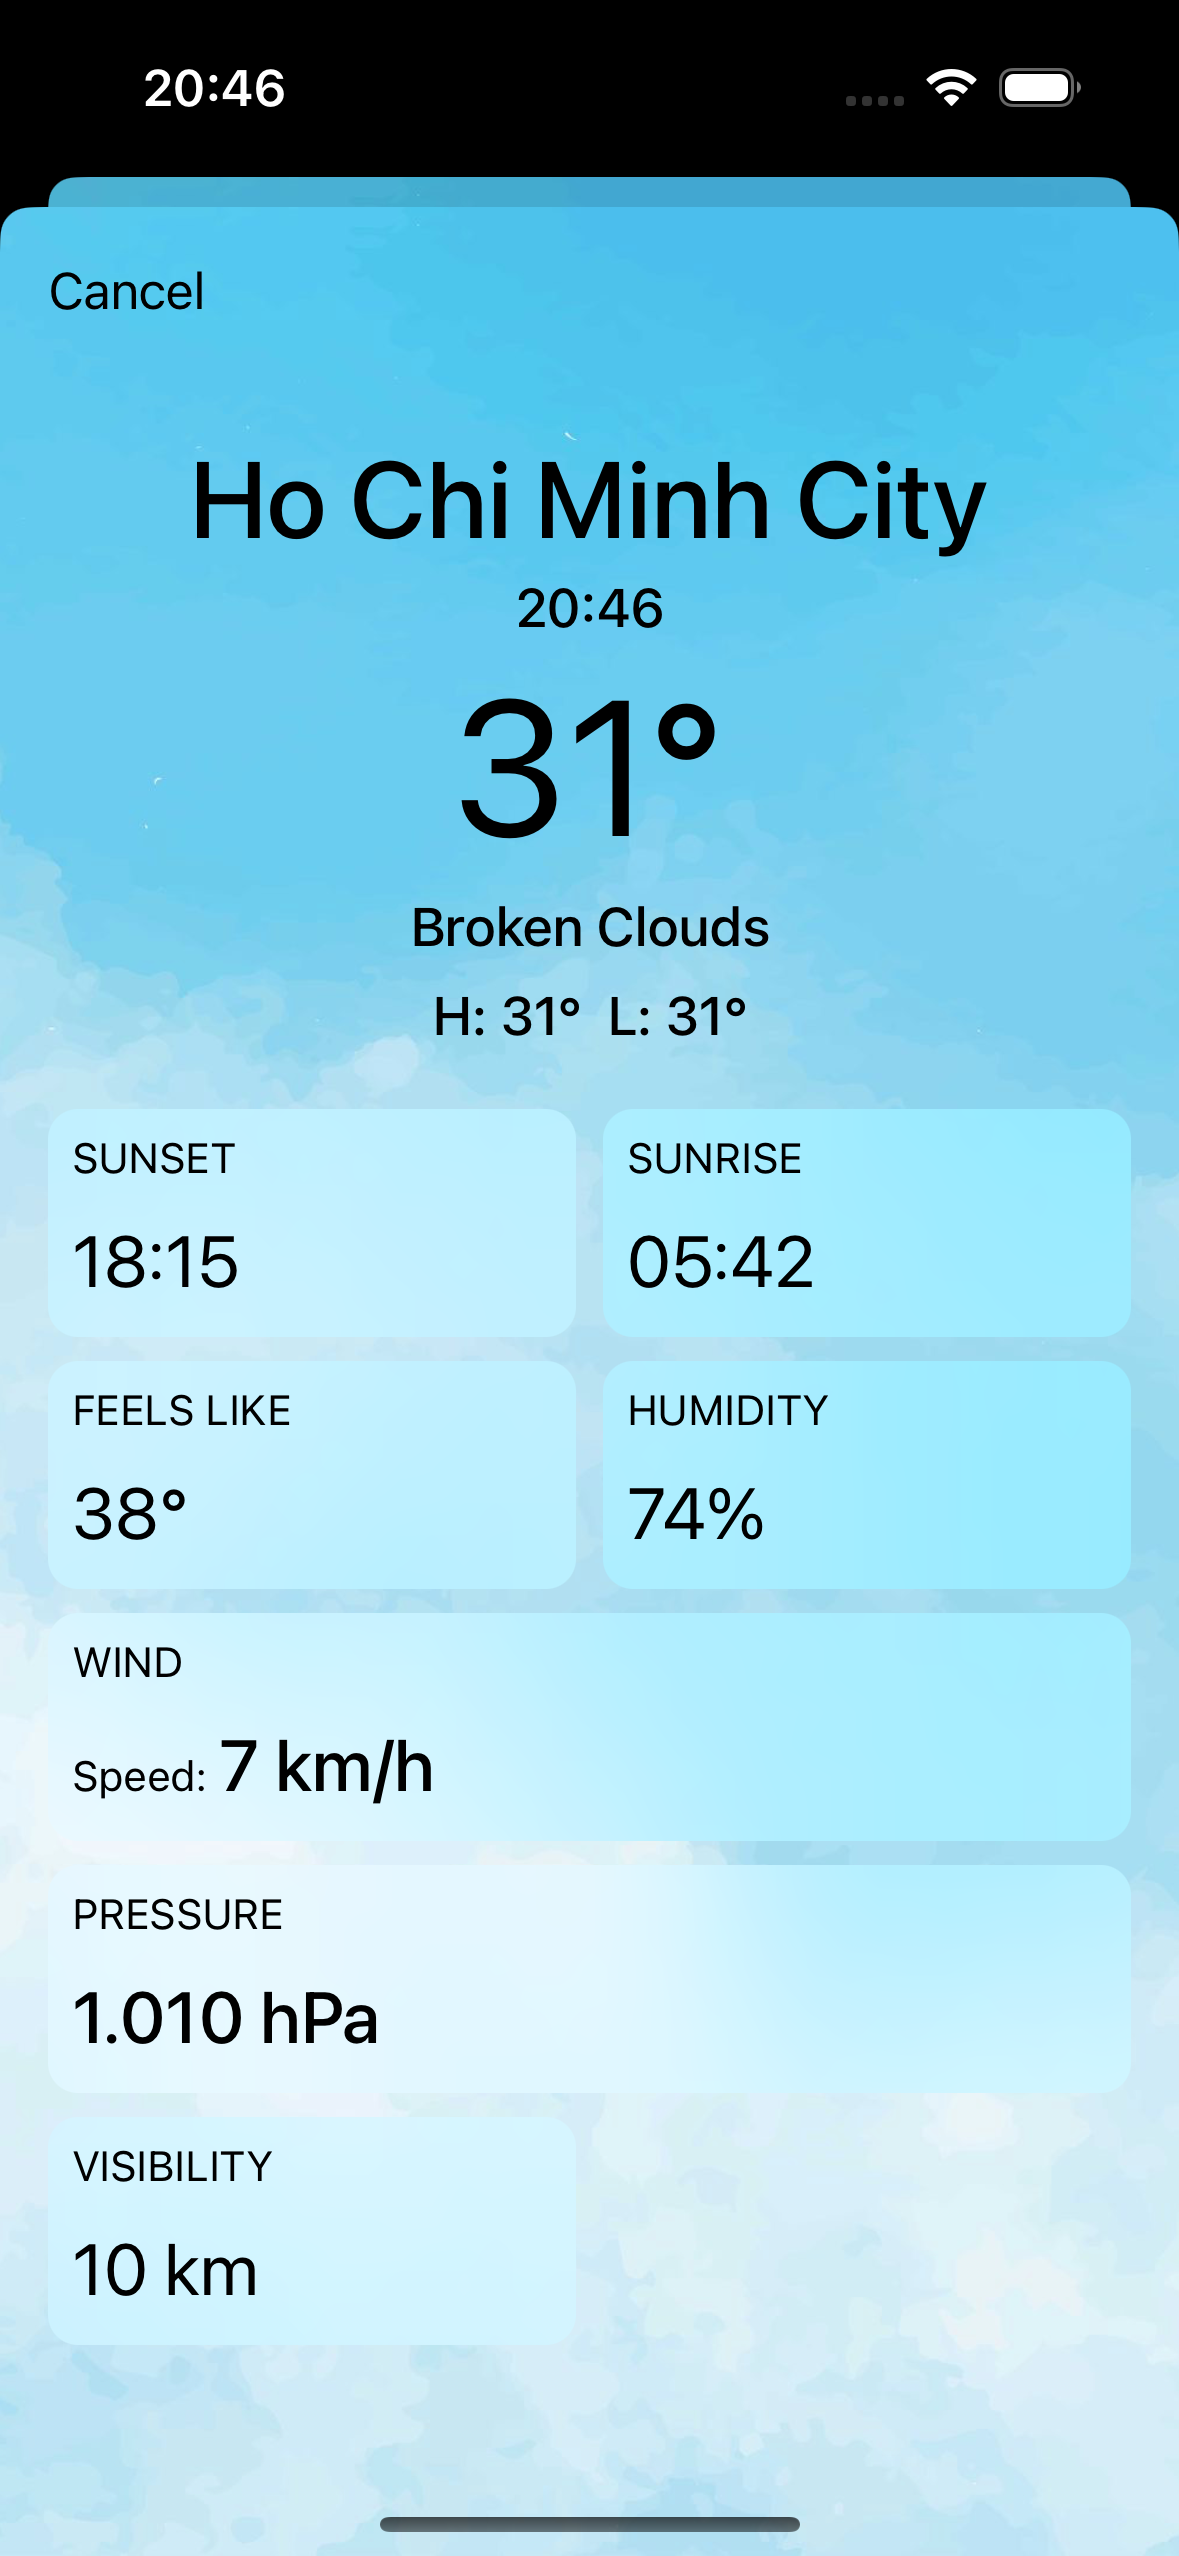 20:46
Cancel
Ho Chi Minh City
20:46
31°
Broken Clouds
H: 31° L: 31°
SUNSET
18:15
SUNRISE
05:42
FEELS LIKE
38°
HUMIDITY
74%
WIND
Speed: 7 km/h
PRESSURE
1.010 hPa
VISIBILITY
10 km